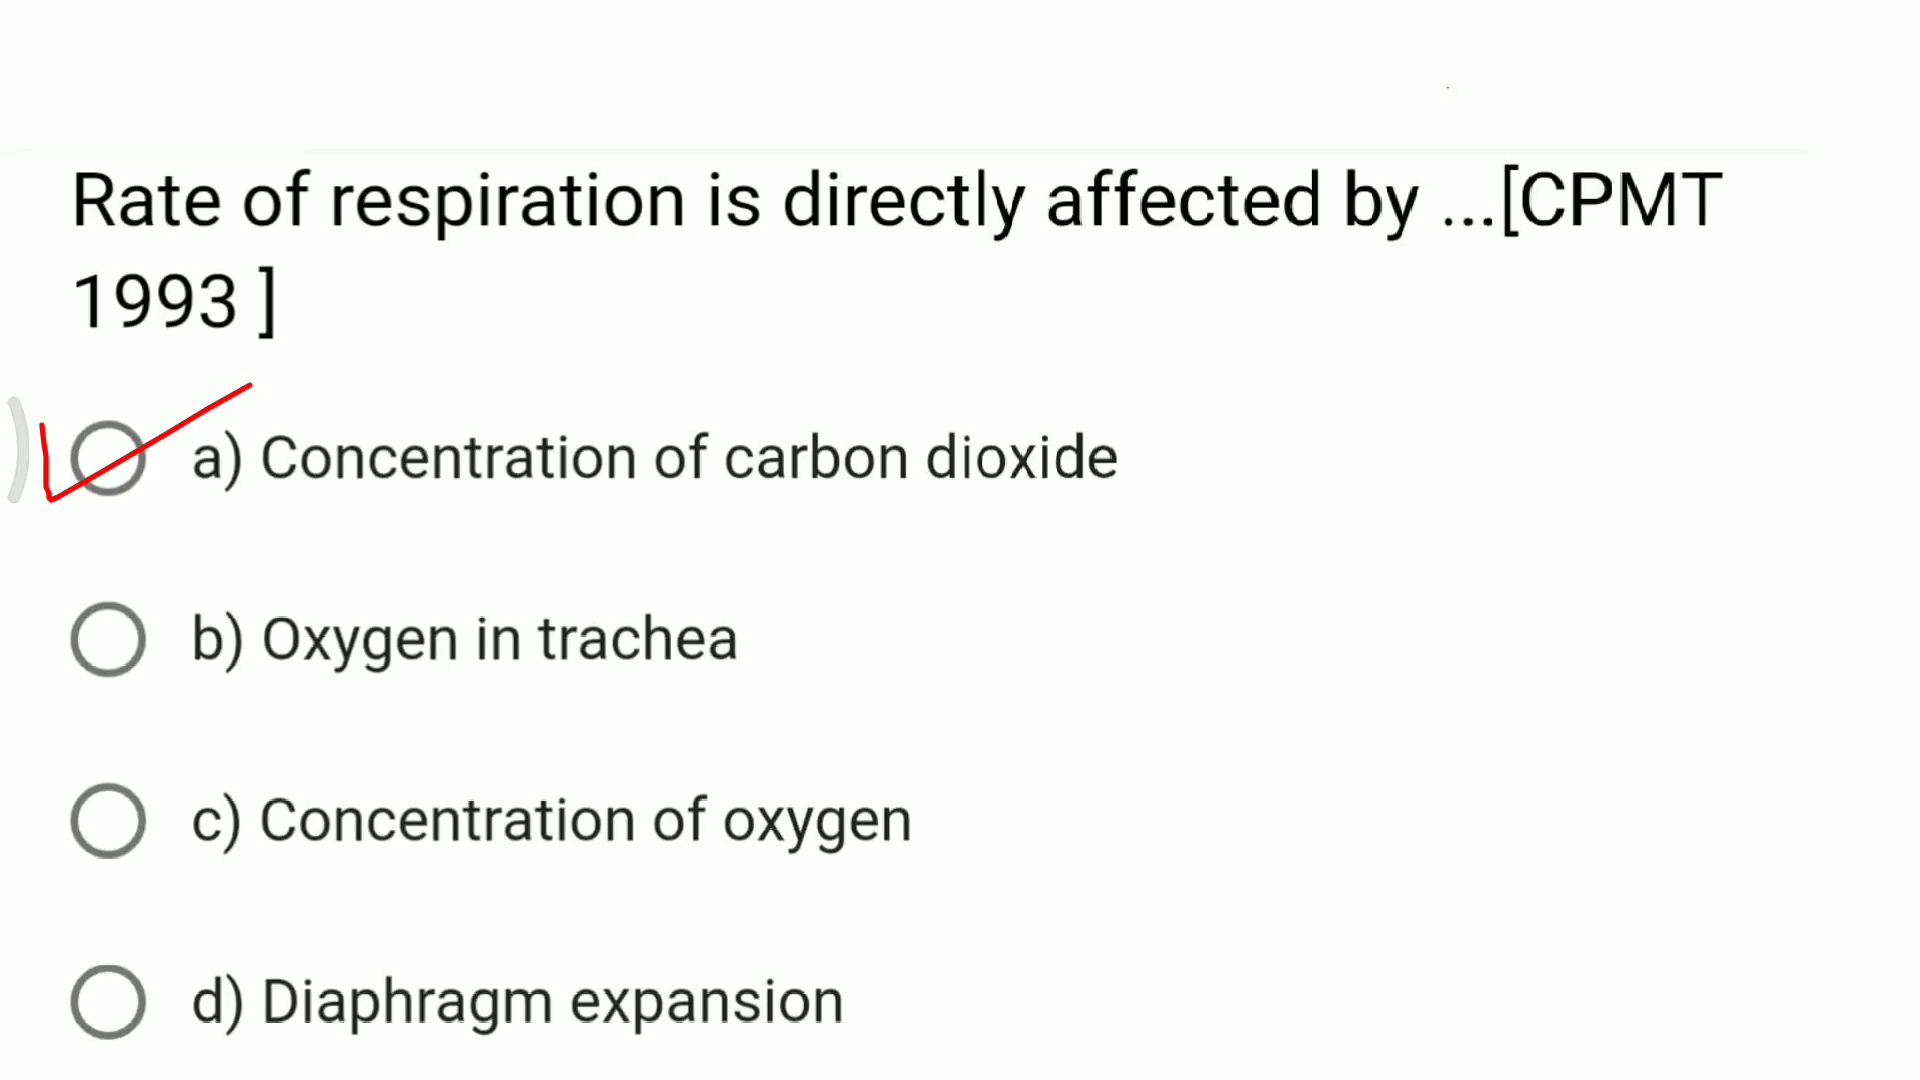 Rate of respiration is directly affected by ...[CPMT
1993 ]
a) Concentration of carbon dioxide
b) Oxygen in trachea
c) Concentration of oxygen
d) Diaphragm expansion